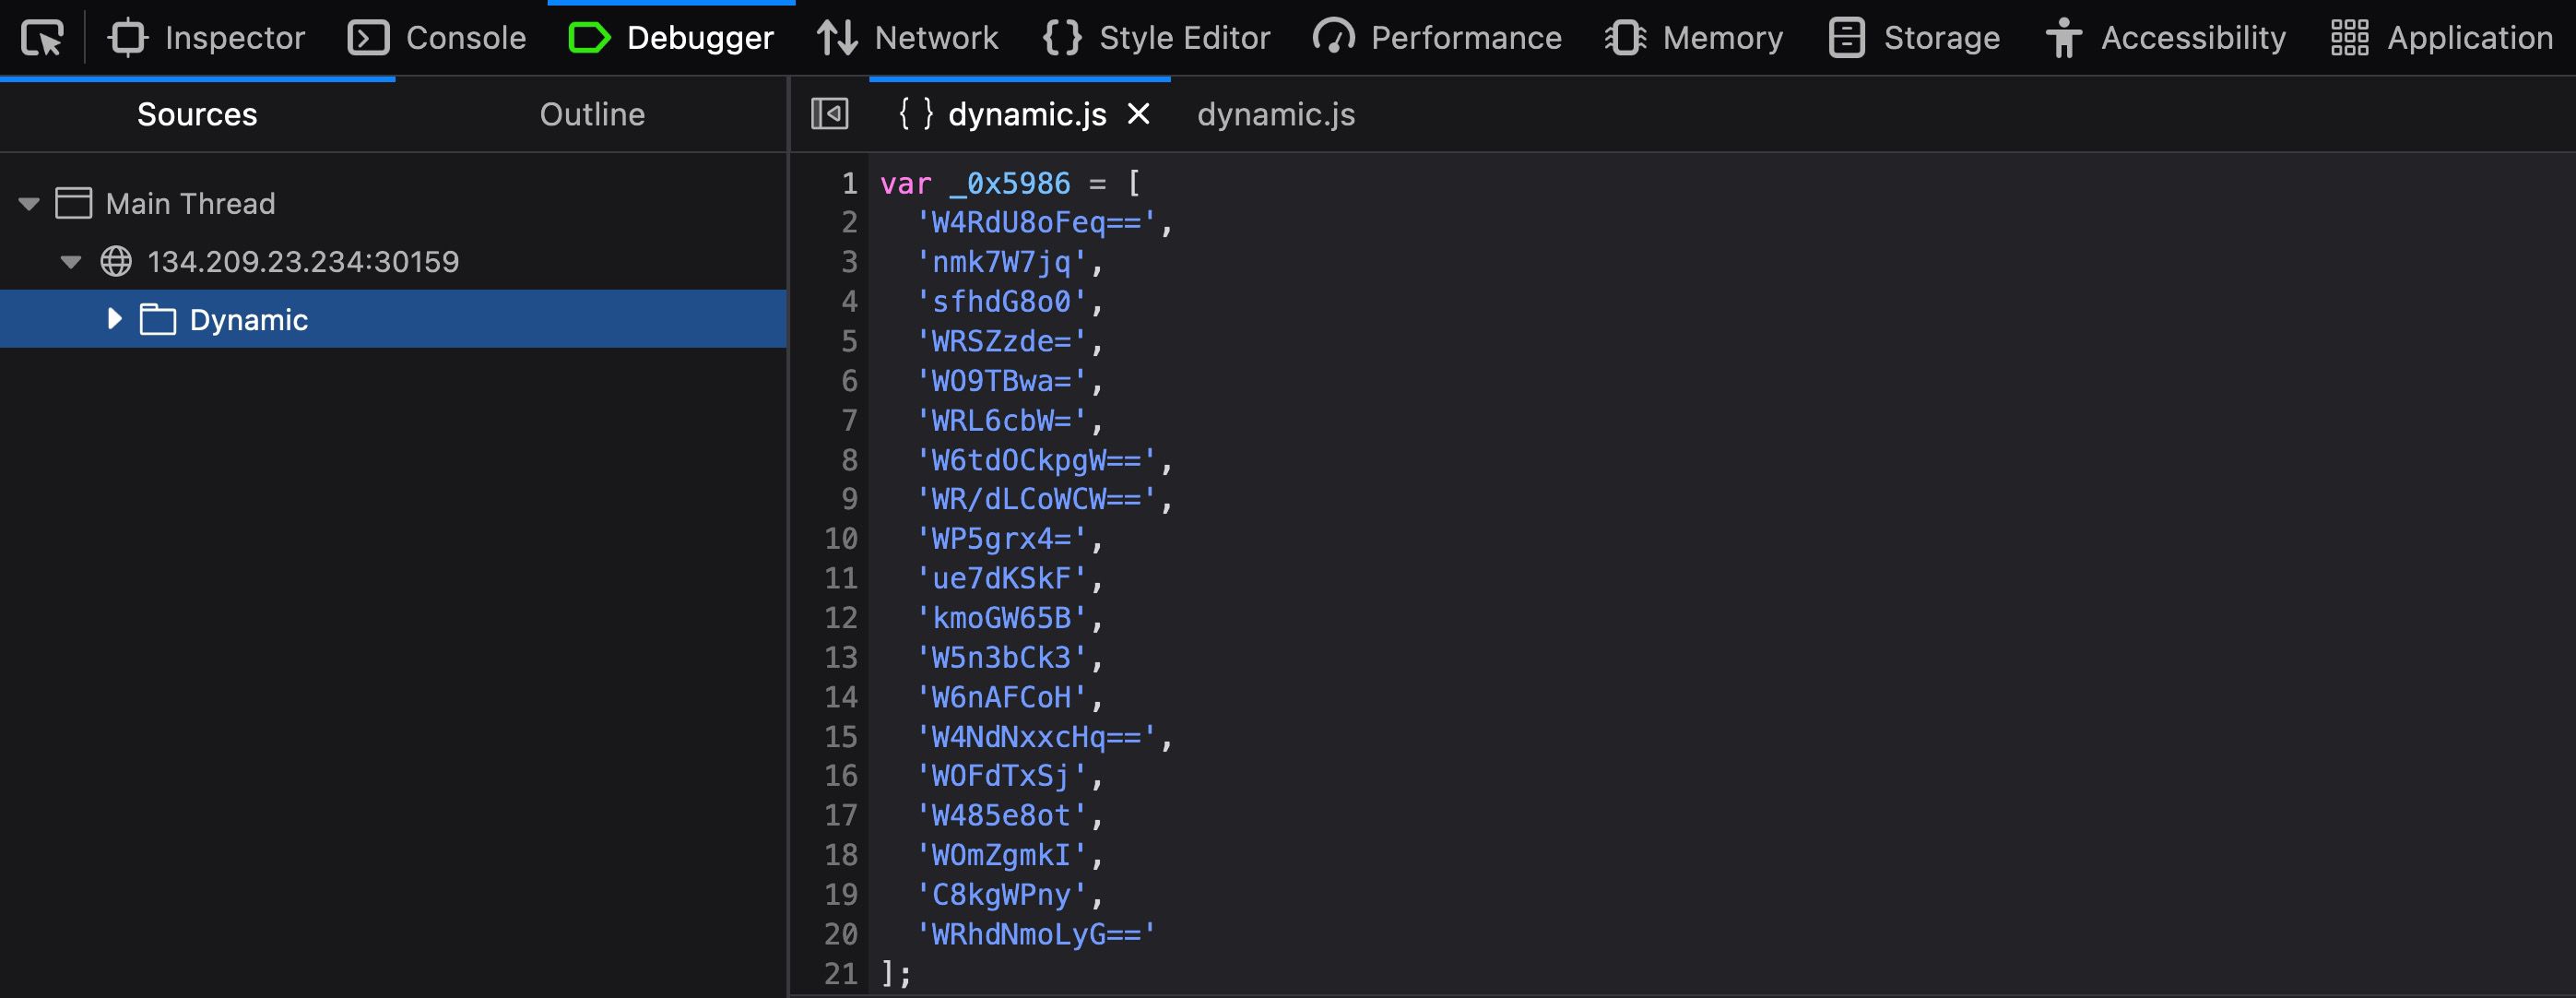 Inspector Console Debugger Network {} Style Editor Performance Memory Storage Accessibility Application
Sources Outline
{ } dynamic.js dynamic.js
Main Thread
134.209.23.234:30159
Dynamic
1 var _0x5986 = [
2 'W4RdU8oFeq==',
3 'nmk7W7jq',
4 'sfhdG8o0',
5 'WRSZzde=',
6 'WO9TBwa=',
7 'WRL6cbW=',
8 'W6tdOCkpgW==',
9 'WR/dLCoWCW==',
10 'WP5grx4=',
11 'ue7dKSkF',
12 'kmoGW65B',
13 'W5n3bCk3',
14 'W6nAFCoH',
15 'W4NdNxxcHq==',
16 'WOFdTxSj',
17 'W485e8ot',
18 'WOmZgmkI',
19 'C8kgWPny',
20 'WRhdNmoLyG=='
21 ];